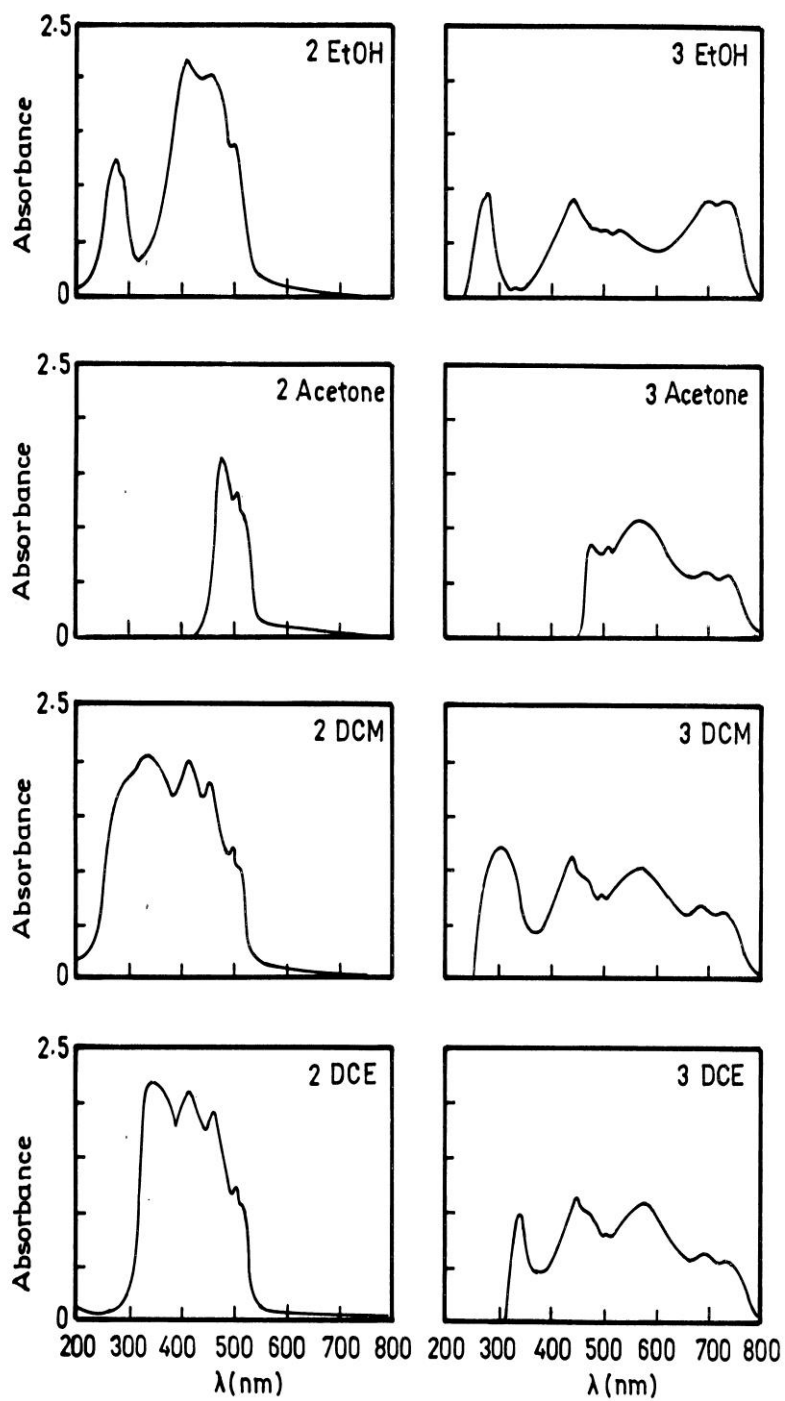 2.5
2 EtOH
3 EtOH
Absorbance
0
2.5
2 Acetone
3 Acetone
Absorbance
0
2.5
2 DCM
3 DCM
Absorbance
0
2.5
2 DCE
3 DCE
Absorbance
0
200 300 400 500 600 700 800
200 300 400 500 600 700 800
λ(nm)
λ(nm)